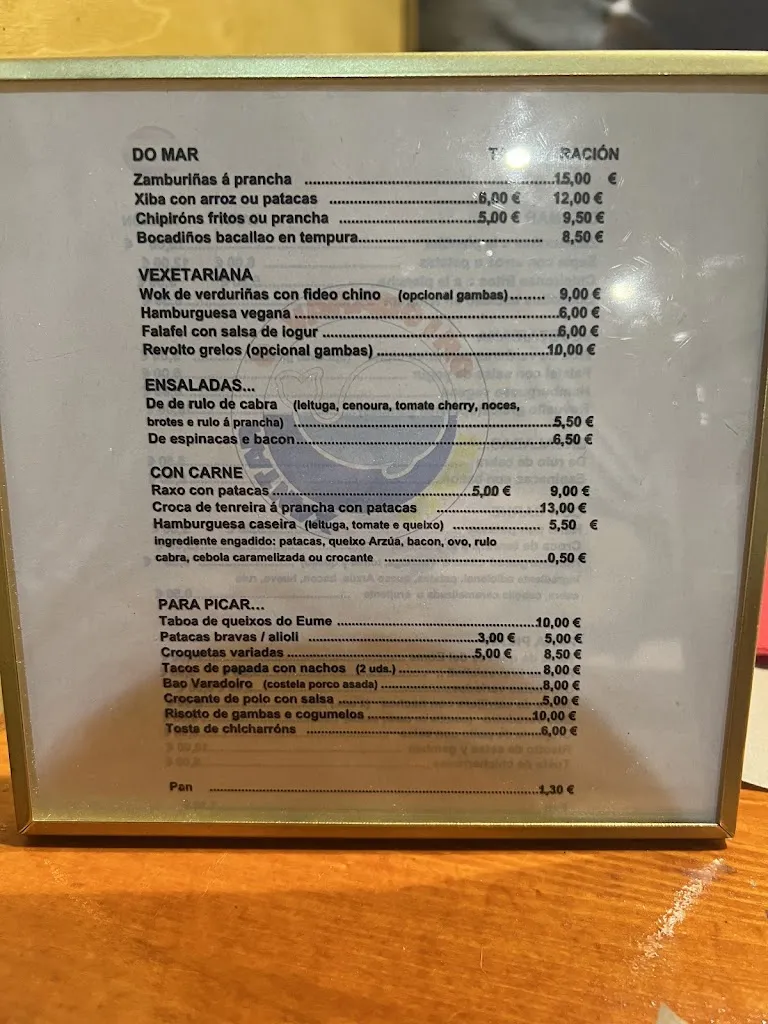 DO MAR RACIÓN
Zamburiñas á prancha ........ 15,00 €
Xiba con arroz ou patacas ........ 6,00 € 12,00 €
Chipiróns fritos ou prancha ........ 5,00 € 9,50 €
Bocadiños bacallao en tempura........ 8,50 €
VEXETARIANA
Wok de verduriñas con fideo chino (opcional gambas)........ 9,00 €
Hamburguesa vegana ........ 6,00 €
Falafel con salsa de iogur ........ 6,00 €
Revolto grelos (opcional gambas) ........ 10,00 €
ENSALADAS...
De de rulo de cabra (leituga, cenoura, tomate cherry, noces,
brotes e rulo á prancha) ........ 5,50 €
De espinacas e bacon........ 6,50 €
CON CARNE
Raxo con patacas ........ 5,00 € 9,00 €
Croca de tenreira á prancha con patacas ........ 13,00 €
Hamburguesa caseira (leituga, tomate e queixo) ........ 5,50 €
ingrediente engadido: patacas, queixo Arzúa, bacon, ovo, rulo
cabra, cebola caramelizada ou crocante ........ 0,50 €
PARA PICAR...
Taboa de queixos do Eume ........ 10,00 €
Patacas bravas / alioli ........ 3,00 € 5,00 €
Croquetas variadas ........ 5,00 € 8,50 €
Tacos de papada con nachos (2 uds.) ........ 8,00 €
Bao Varadoiro (costela porco asada) ........ 8,00 €
Crocante de polo con salsa ........ 5,00 €
Risotto de gambas e cogumelos ........ 10,00 €
Tosta de chicharróns ........ 6,00 €
Pan ........ 1,30 €